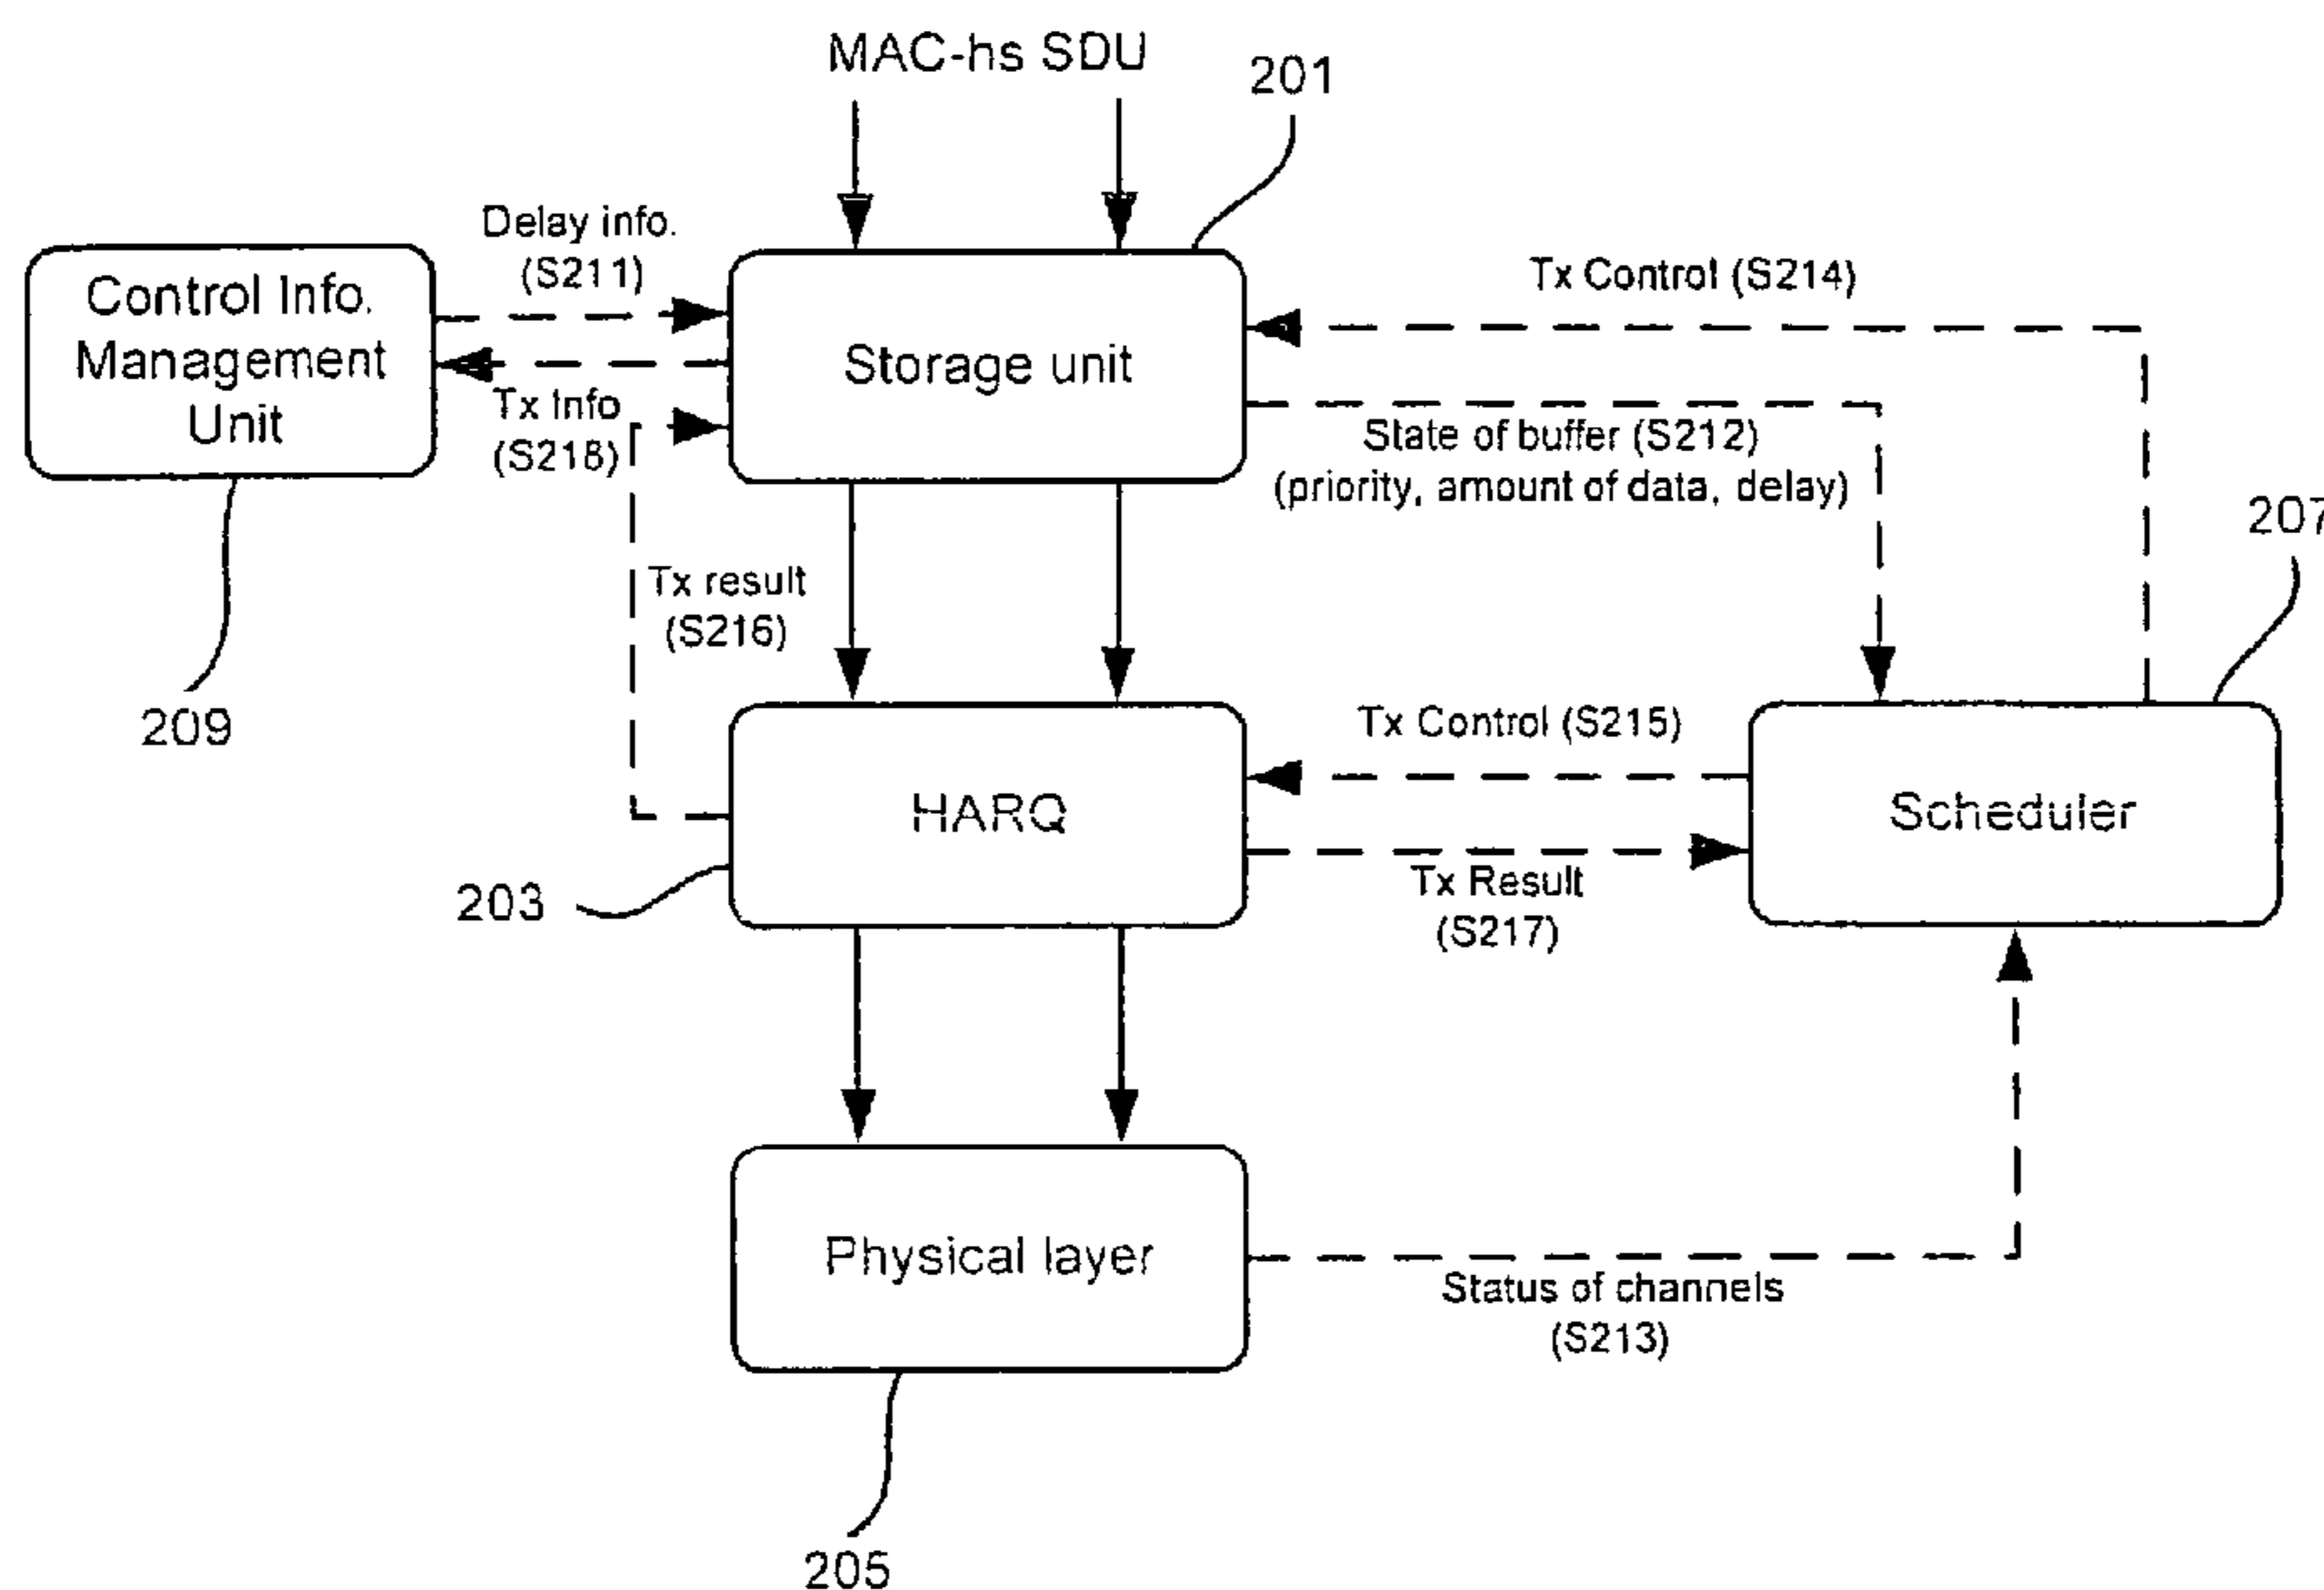 MAC-hs SDU
201
Delay info.
(S211)
Control Info.
Management
Unit
Tx Control (S214)
Storage unit
Tx Info
(S218)
State of buffer (S212)
(priority, amount of data, delay)
207
Tx result
(S216)
209
Tx Control (S215)
HARQ
Scheduler
203
Tx Result
(S217)
Physical layer
Status of channels
(S213)
205